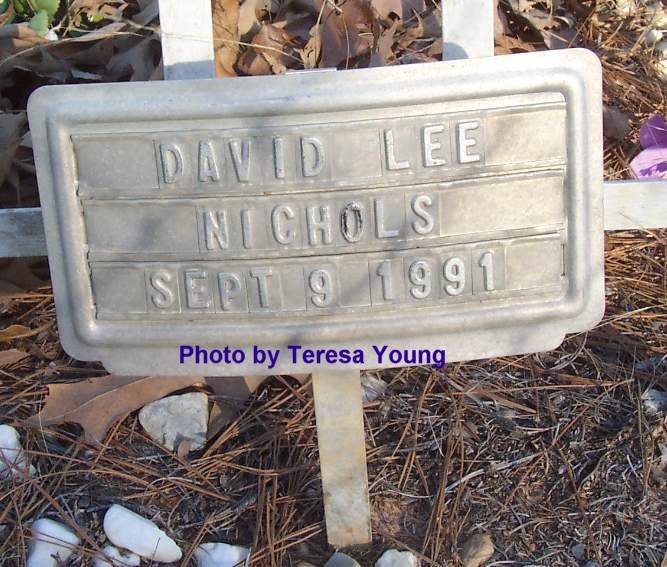 DAVID LEE
NICHOLS
SEPT 9 1991
Photo by Teresa Young